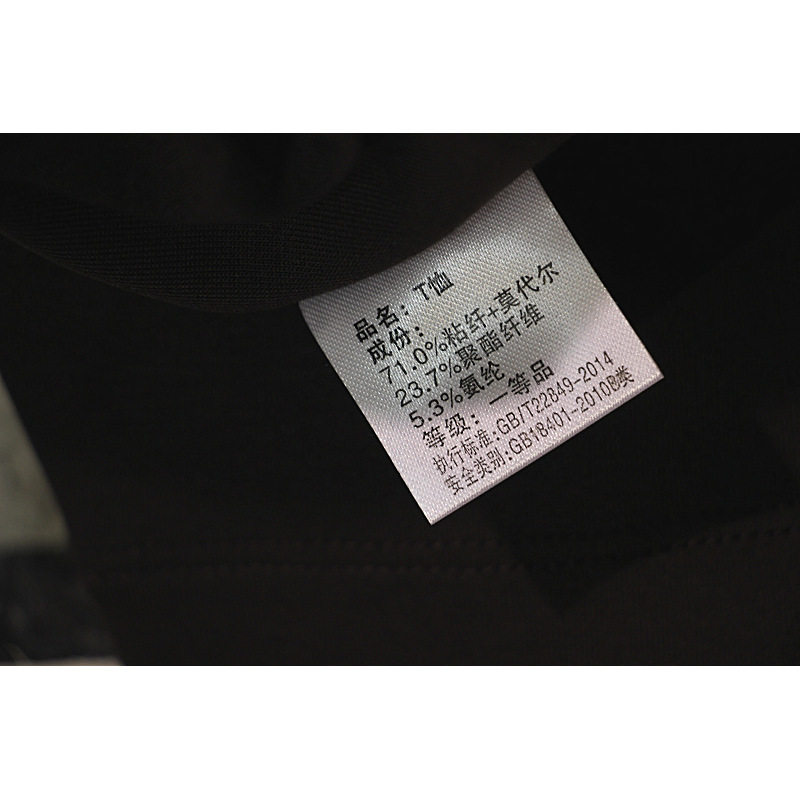 品名：T恤
成份：
71.0%粘纤+莫代尔
23.7%聚酯纤维
5.3%氨纶
等级：一等品
执行标准：GB/T22849-2014
安全类别：GB18401-2010B类